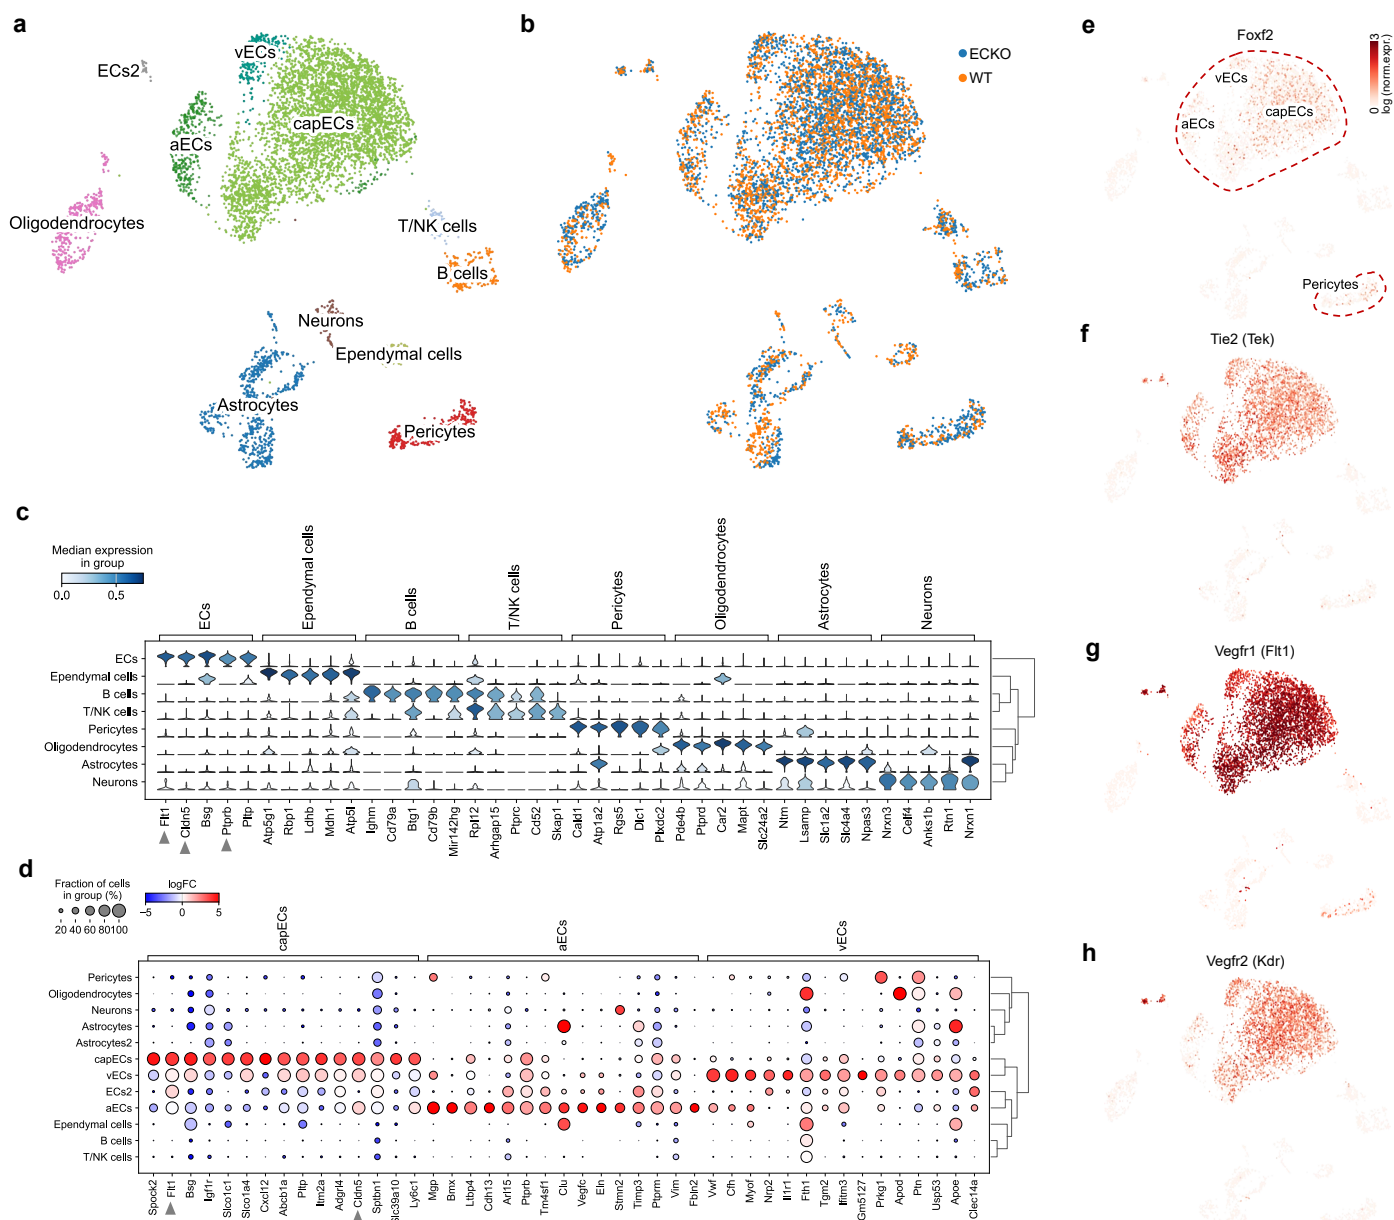 a
vECs
ECs2
capECs
aECs
Oligodendrocytes
T/NK cells
B cells
Neurons
Ependymal cells
Astrocytes
Pericytes
b
ECKO
WT
c
Median expression
in group
0.0
0.5
ECs
Ependymal cells
B cells
T/NK cells
Pericytes
Oligodendrocytes
Astrocytes
Neurons
ECs
Ependymal cells
B cells
T/NK cells
Pericytes
Oligodendrocytes
Astrocytes
Neurons
Flt1
Cldn5
Bsg
Ptprb
Pltp
Atp5g1
Rbp1
Ldhb
Mdh1
Atp5l
Ighm
Cd79a
Btg1
Cd79b
Mir142hg
Rpl12
Arhgap15
Ptprc
Cd52
Skap1
Cald1
Atp1a2
Rgs5
Dlc1
Plxdc2
Pde4b
Ptprd
Car2
Mapt
Slc24a2
Ntm
Lsamp
Slc1a2
Slc4a4
Npas3
Nrxn3
Celf4
Anks1b
Rtn1
Nrxn1
d
Fraction of cells
in group (%)
20 40 60 80 100
logFC
−5
0
5
capECs
aECs
vECs
Pericytes
Oligodendrocytes
Neurons
Astrocytes
Astrocytes2
capECs
vECs
ECs2
aECs
Ependymal cells
B cells
T/NK cells
Spock2
Flt1
Bsg
Igf1r
Slco1c1
Slco1a4
Cxcl12
Abcb1a
Pltp
Itm2a
Adgrl4
Cldn5
Sptbn1
Slc39a10
Ly6c1
Mgp
Bmx
Ltbp4
Cdh13
Arl15
Ptprb
Tm4sf1
Clu
Vegfc
Eln
Stmn2
Timp3
Ptprm
Vim
Fbln2
Vwf
Cfh
Myof
Nrp2
Il1r1
Gm5127
Tgm2
Ifitm3
Fth1
Prkg1
Apod
Ptn
Usp53
Apoe
Clec14a
e
Foxf2
vECs
capECs
aECs
Pericytes
0
3
log (norm.expr.)
f
Tie2 (Tek)
g
Vegfr1 (Flt1)
h
Vegfr2 (Kdr)